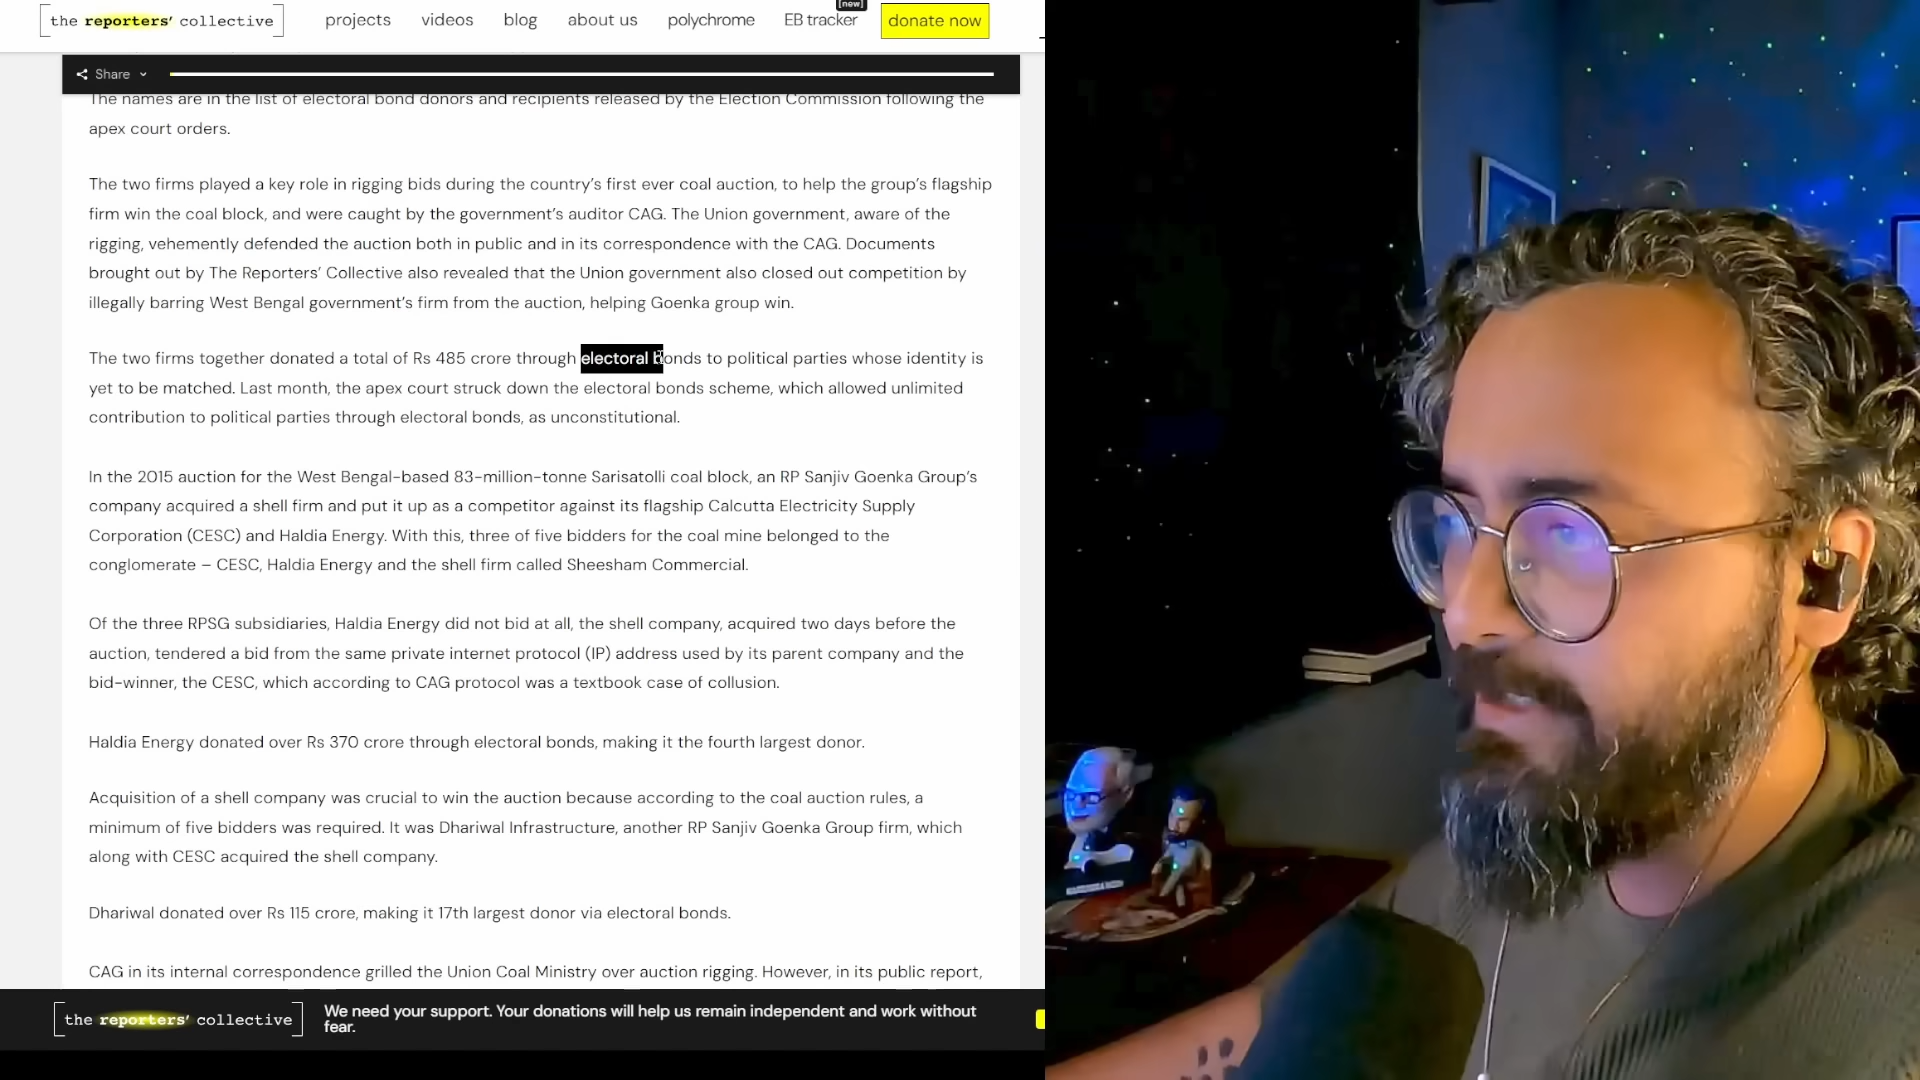 the reporters' collective
projects
videos
blog
about us
polychrome
[new]
EB tracker
donate now
Share
The names are in the list of electoral bond donors and recipients released by the Election Commission following the
apex court orders.
The two firms played a key role in rigging bids during the country's first ever coal auction, to help the group's flagship
firm win the coal block, and were caught by the government's auditor CAG. The Union government, aware of the
rigging, vehemently defended the auction both in public and in its correspondence with the CAG. Documents
brought out by The Reporters' Collective also revealed that the Union government also closed out competition by
illegally barring West Bengal government's firm from the auction, helping Goenka group win.
The two firms together donated a total of Rs 485 crore through electoral bonds to political parties whose identity is
yet to be matched. Last month, the apex court struck down the electoral bonds scheme, which allowed unlimited
contribution to political parties through electoral bonds, as unconstitutional.
In the 2015 auction for the West Bengal-based 83-million-tonne Sarisatolli coal block, an RP Sanjiv Goenka Group's
company acquired a shell firm and put it up as a competitor against its flagship Calcutta Electricity Supply
Corporation (CESC) and Haldia Energy. With this, three of five bidders for the coal mine belonged to the
conglomerate – CESC, Haldia Energy and the shell firm called Sheesham Commercial.
Of the three RPSG subsidiaries, Haldia Energy did not bid at all, the shell company, acquired two days before the
auction, tendered a bid from the same private internet protocol (IP) address used by its parent company and the
bid-winner, the CESC, which according to CAG protocol was a textbook case of collusion.
Haldia Energy donated over Rs 370 crore through electoral bonds, making it the fourth largest donor.
Acquisition of a shell company was crucial to win the auction because according to the coal auction rules, a
minimum of five bidders was required. It was Dhariwal Infrastructure, another RP Sanjiv Goenka Group firm, which
along with CESC acquired the shell company.
Dhariwal donated over Rs 115 crore, making it 17th largest donor via electoral bonds.
CAG in its internal correspondence grilled the Union Coal Ministry over auction rigging. However, in its public report,
the reporters' collective
We need your support. Your donations will help us remain independent and work without
fear.